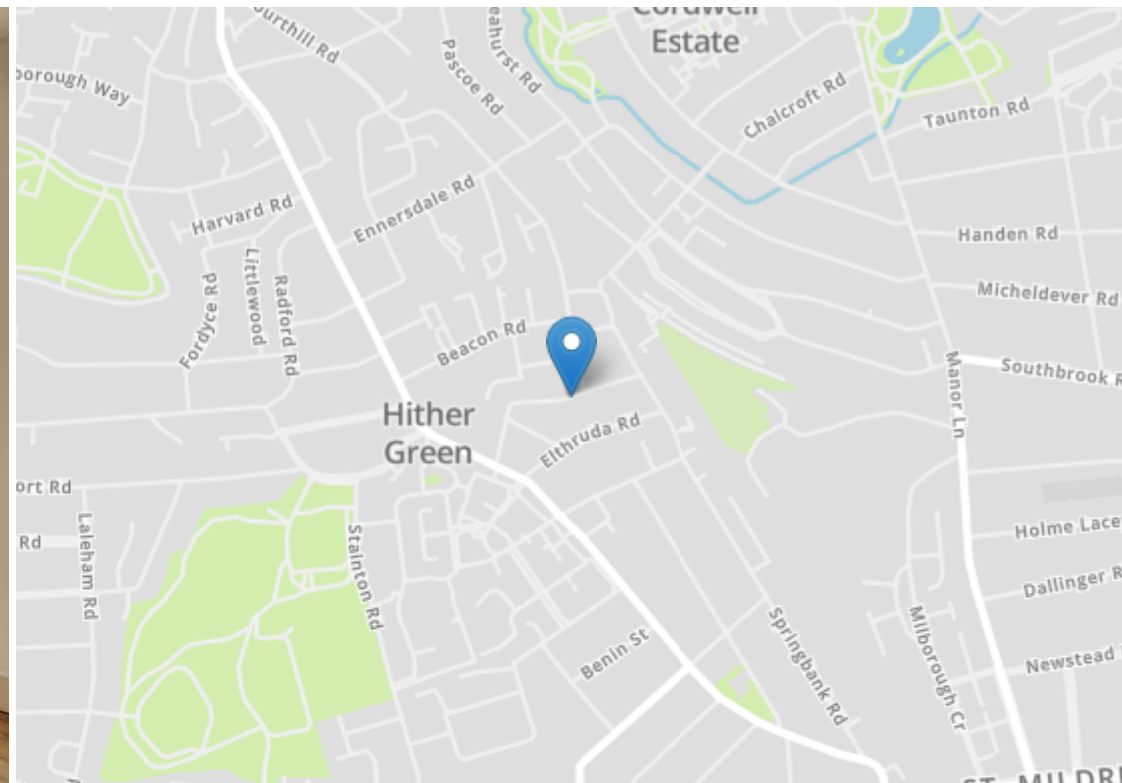 ourthill Rd
eahurst Rd
Cordwell
Estate
Pascoe Rd
borough Way
Chalcroft Rd
Taunton Rd
Harvard Rd
Ennersdale Rd
Handen Rd
Littlewood
Fordyce Rd
Radford Rd
Micheldever Rd
Beacon Rd
Manor Ln
Southbrook R
Hither
Green
Elthruda Rd
ort Rd
Laleham Rd
Rd
Stainton Rd
Holme Lace
Dallinger R
Milborough Cr
Springbank Rd
Benin St
Newstead
ST. MILDR